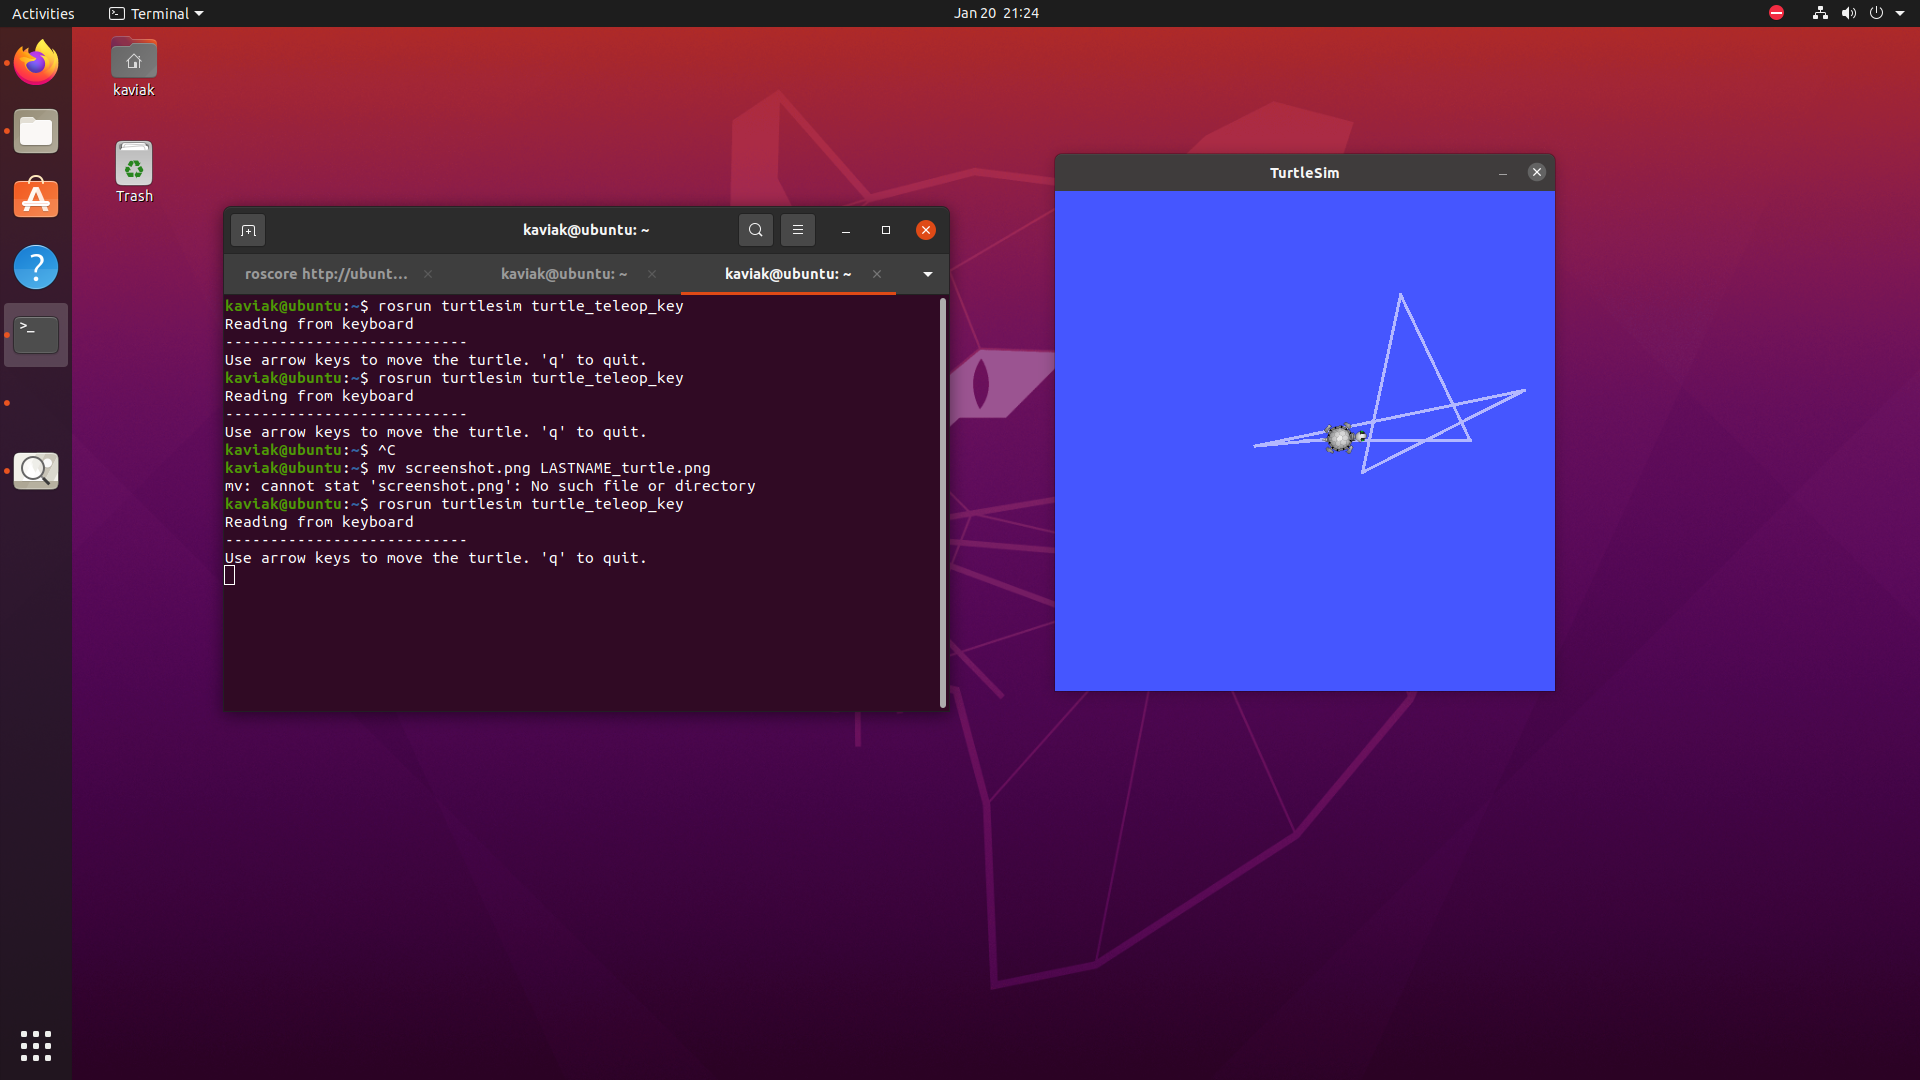 Activities
Terminal
Jan 20 21:24
kaviak
Trash
kaviak@ubuntu: ~
roscore http://ubunt...
kaviak@ubuntu: ~
kaviak@ubuntu: ~
kaviak@ubuntu:~$ rosrun turtlesim turtle_teleop_key
Reading from keyboard
---------------------------
Use arrow keys to move the turtle. 'q' to quit.
kaviak@ubuntu:~$ rosrun turtlesim turtle_teleop_key
Reading from keyboard
---------------------------
Use arrow keys to move the turtle. 'q' to quit.
kaviak@ubuntu:~$ ^C
kaviak@ubuntu:~$ mv screenshot.png LASTNAME_turtle.png
mv: cannot stat 'screenshot.png': No such file or directory
kaviak@ubuntu:~$ rosrun turtlesim turtle_teleop_key
Reading from keyboard
---------------------------
Use arrow keys to move the turtle. 'q' to quit.
TurtleSim